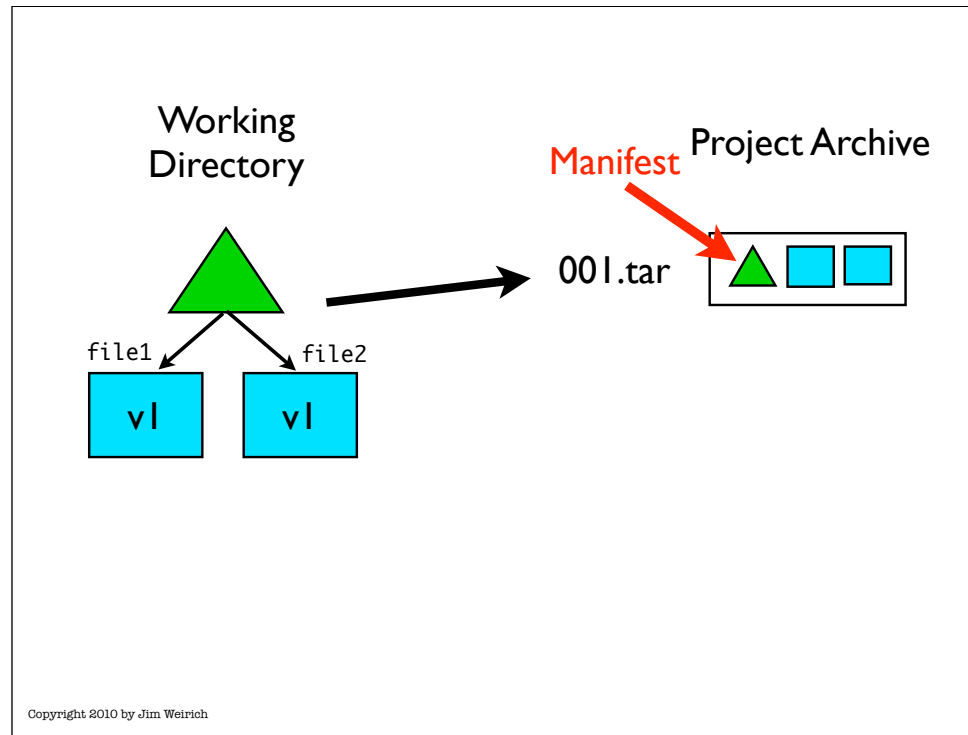 Working
Directory
Manifest
Project Archive
001.tar
file1
file2
v1
v1
Copyright 2010 by Jim Weirich